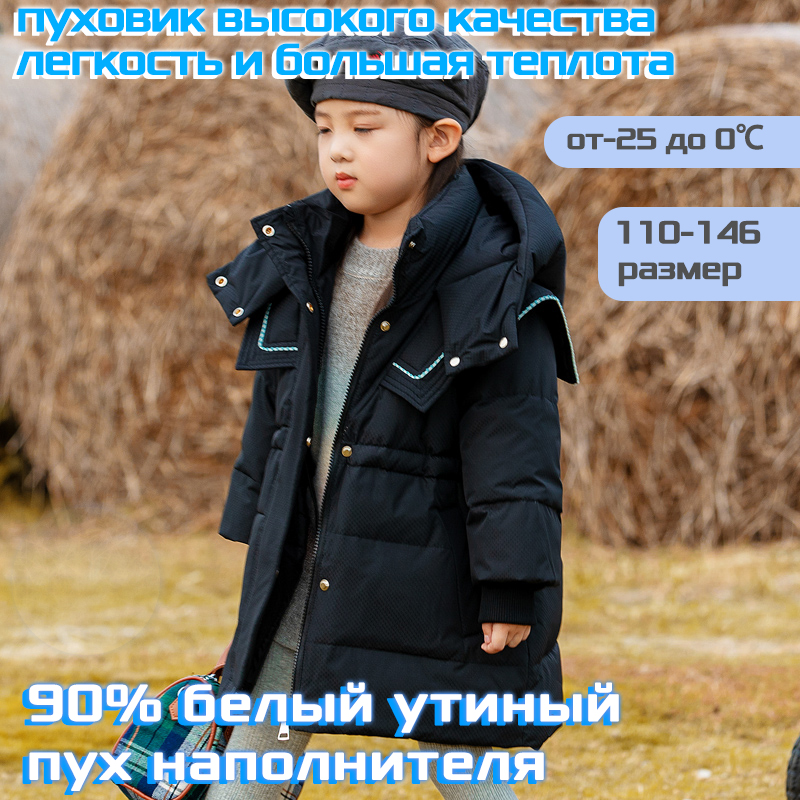 пуховик высокого качества
легкость и большая теплота
от-25 до 0℃
110-146
размер
90% белый утиный
пух наполнителя